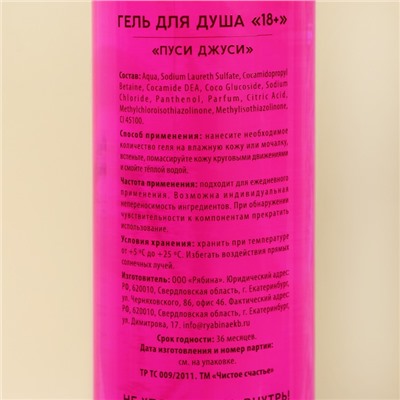 ГЕЛЬ ДЛЯ ДУША «18+»
«ПУСИ ДЖУСИ»
Состав: Aqua, Sodium Laureth Sulfate, Cocamidopropyl
Betaine, Cocamide DEA, Coco Glucoside, Sodium
Chloride, Panthenol, Parfum, Citric Acid,
Methylchloroisothiazolinone, Methylisothiazolinone,
CI 45100.
Способ применения: нанесите необходимое
количество геля на влажную кожу или мочалку,
вспеньте, помассируйте кожу круговыми движениями
и смойте тёплой водой.
Частота применения: подходит для ежедневного
применения. Возможна индивидуальная
непереносимость ингредиентов. При обнаружении
чувствительности к компонентам прекратить
использование.
Условия хранения: хранить при температуре
от +5 °С до +25 °С. Избегать воздействия прямых
солнечных лучей.
Изготовитель: ООО «Рябина». Юридический адрес:
РФ, 620010, Свердловская область, г. Екатеринбург,
ул. Черняховского, 86, офис 46. Фактический адрес:
РФ, 620010, Свердловская область, г. Екатеринбург,
ул. Димитрова, 17. info@ryabinaekb.ru
Срок годности: 36 месяцев.
Дата изготовления и номер партии:
см. на упаковке.
ТР ТС 009/2011. ТМ «Чистое счастье»